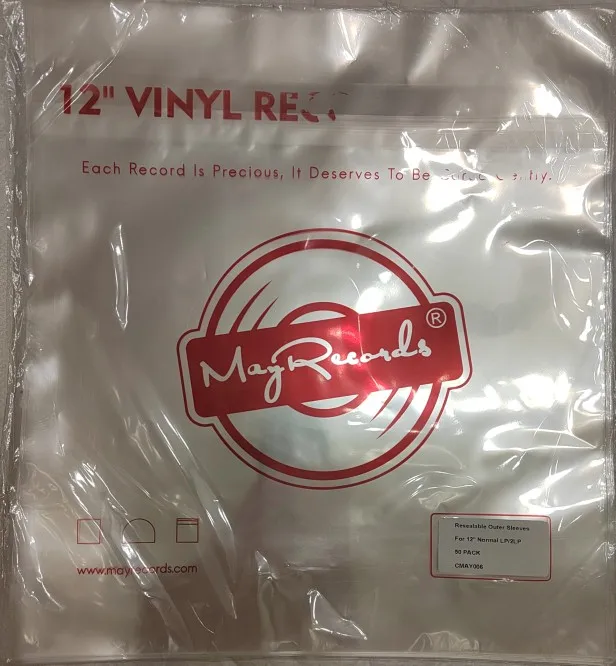 12" VINYL
Each Record Is Precious, It Deserves To Be
MayRecords®
www.mayrecords.com
Resealable Outer Sleeves
For 12" Normal LP/2LP
50 PACK
CMAY006